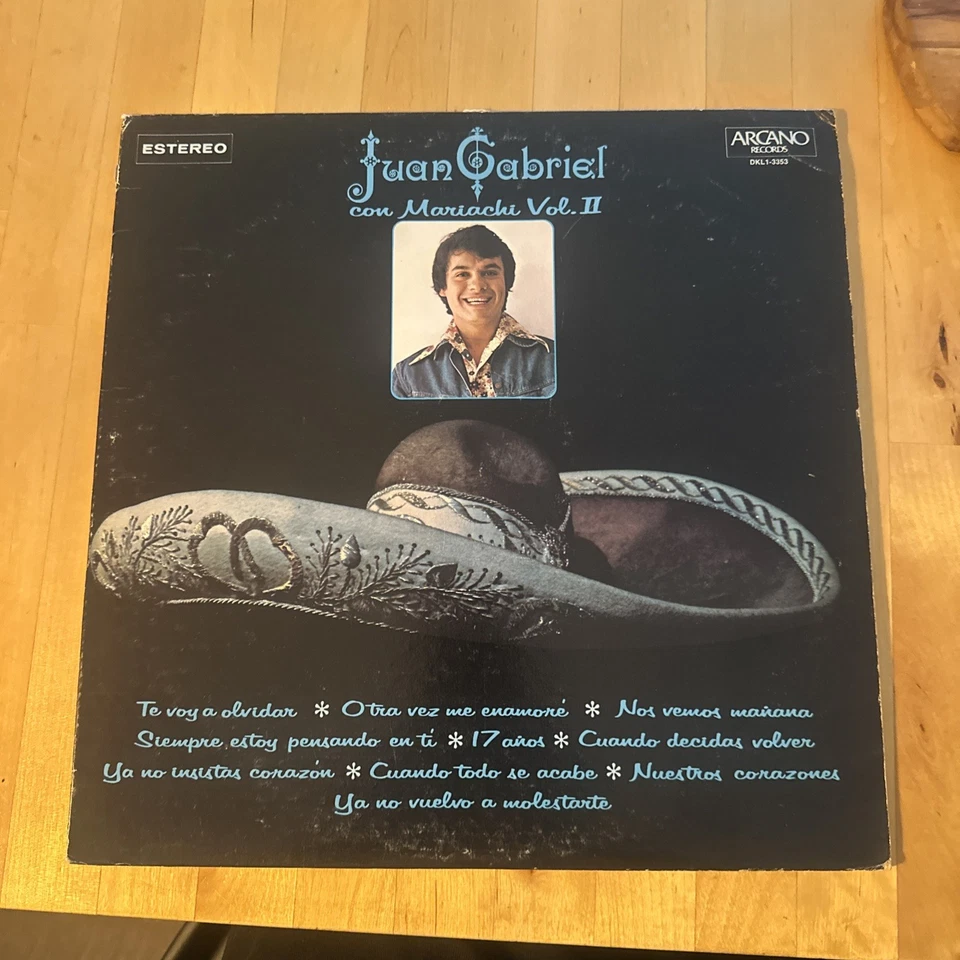 ESTEREO
ARCANO
RECORDS
DKL1-3353
Juan Gabriel
con Mariachi Vol. II
Te voy a olvidar * Otra vez me enamoré * Nos vemos mañana
Siempre estoy pensando en tí * 17 años * Cuando decidas volver
Ya no insistas corazón * Cuando todo se acabe * Nuestros corazones
Ya no vuelvo a molestarte